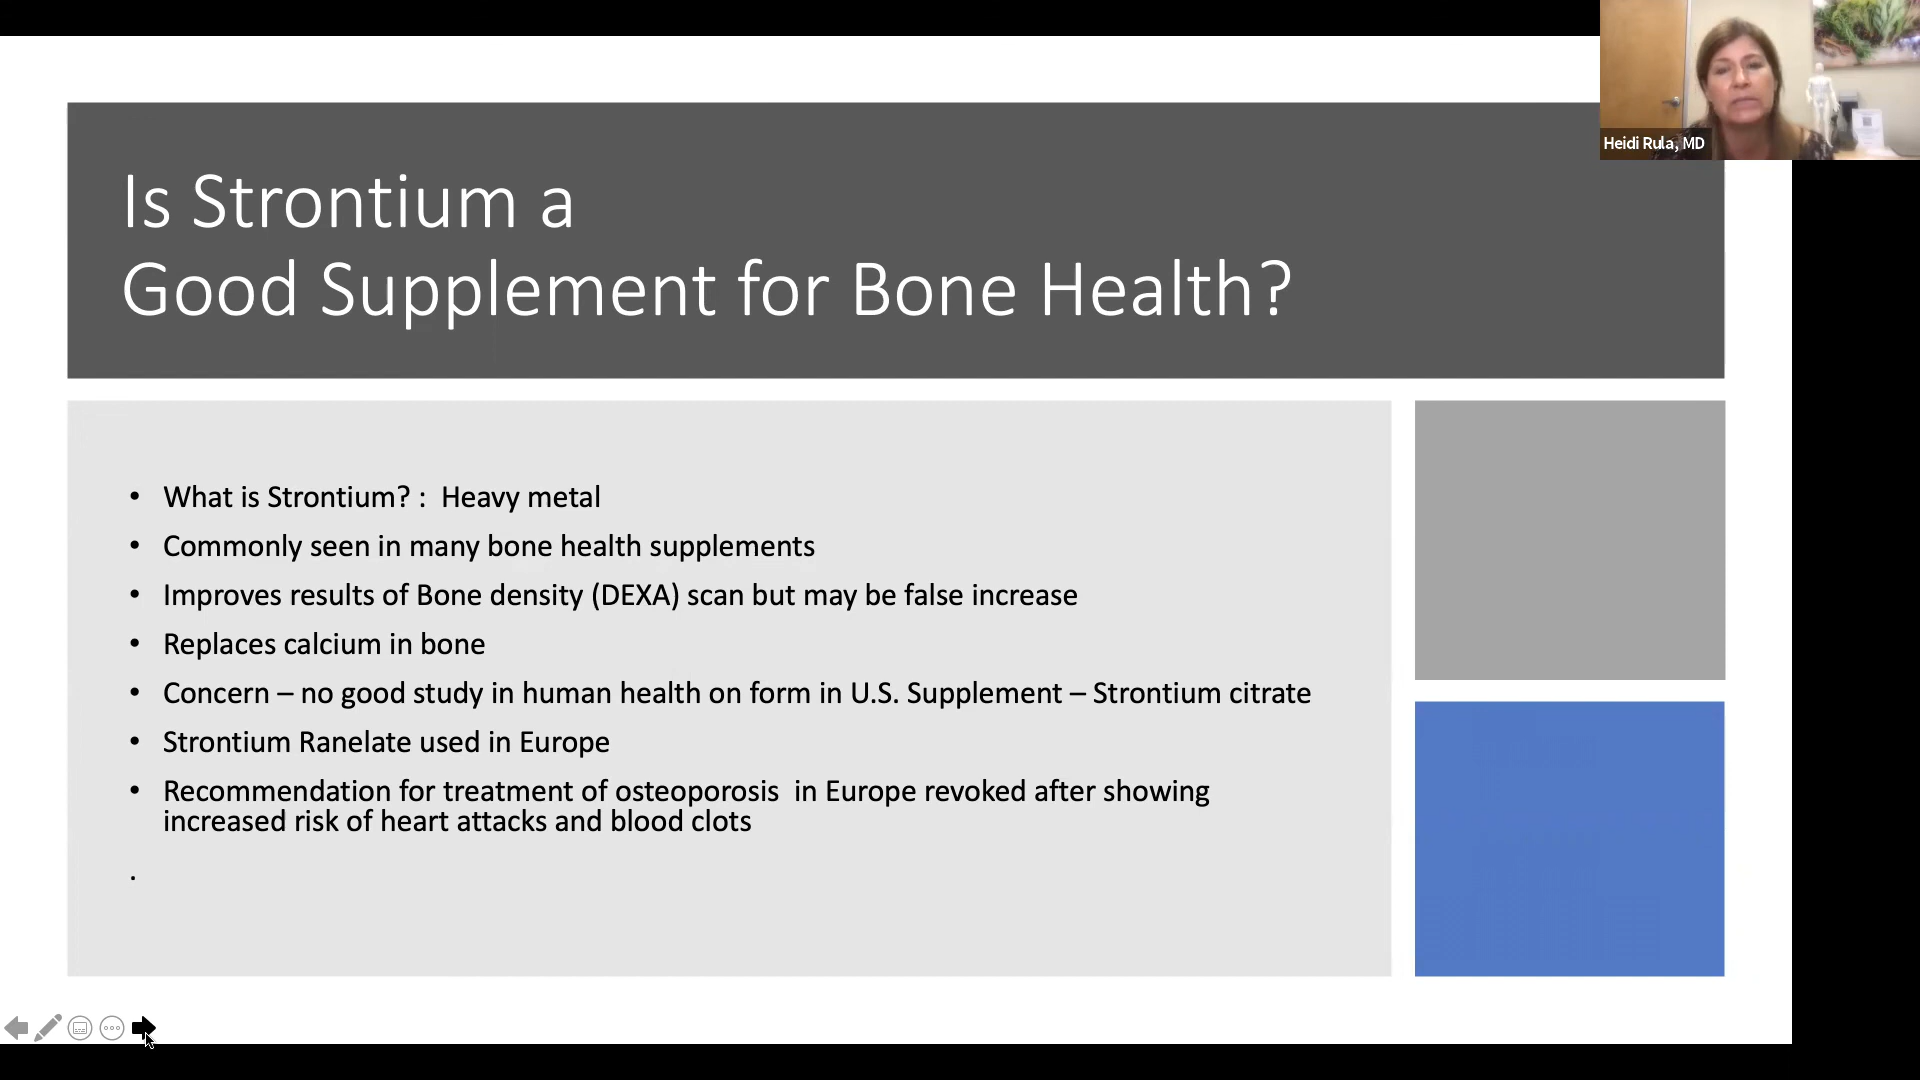 Heidi Rula, MD
Is Strontium a
Good Supplement for Bone Health?
• What is Strontium? :  Heavy metal
• Commonly seen in many bone health supplements
• Improves results of Bone density (DEXA) scan but may be false increase
• Replaces calcium in bone
• Concern – no good study in human health on form in U.S. Supplement – Strontium citrate
• Strontium Ranelate used in Europe
• Recommendation for treatment of osteoporosis  in Europe revoked after showing
increased risk of heart attacks and blood clots
.